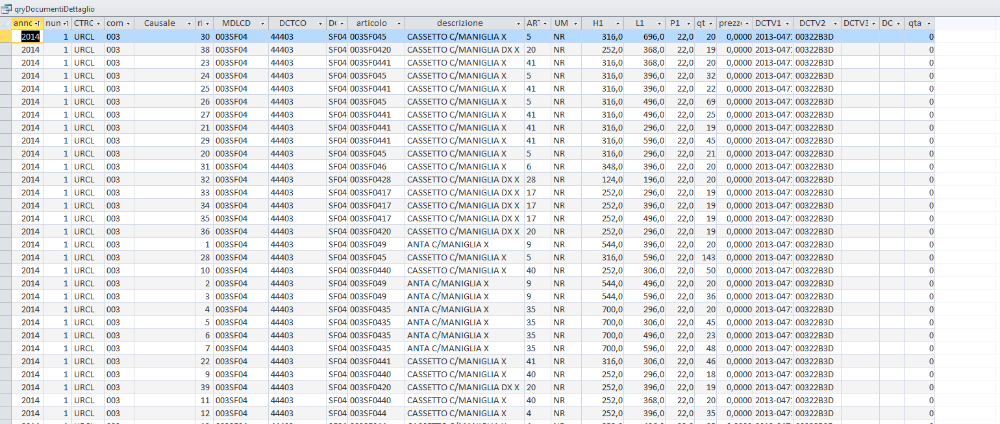 qryDocumentiDettaglio
annc nun CTRC com Causale ri MDLCD DCTCO DC articolo descrizione ART UM H1 L1 P1 qt prezzo DCTV1 DCTV2 DCTV3 DC qta
2014 1 URCL 003 30 003SF04 44403 SF04 003SF045 CASSETTO C/MANIGLIA X 5 NR 316,0 696,0 22,0 20 0,0000 2013-0471 00322B3D 0
2014 1 URCL 003 38 003SF04 44403 SF04 003SF0420 CASSETTO C/MANIGLIA DX X 20 NR 252,0 368,0 22,0 19 0,0000 2013-0471 00322B3D 0
2014 1 URCL 003 23 003SF04 44403 SF04 003SF0441 CASSETTO C/MANIGLIA X 41 NR 316,0 368,0 22,0 20 0,0000 2013-0471 00322B3D 0
2014 1 URCL 003 24 003SF04 44403 SF04 003SF045 CASSETTO C/MANIGLIA X 5 NR 316,0 396,0 22,0 32 0,0000 2013-0471 00322B3D 0
2014 1 URCL 003 25 003SF04 44403 SF04 003SF0441 CASSETTO C/MANIGLIA X 41 NR 316,0 396,0 22,0 22 0,0000 2013-0471 00322B3D 0
2014 1 URCL 003 26 003SF04 44403 SF04 003SF045 CASSETTO C/MANIGLIA X 5 NR 316,0 496,0 22,0 69 0,0000 2013-0471 00322B3D 0
2014 1 URCL 003 27 003SF04 44403 SF04 003SF0441 CASSETTO C/MANIGLIA X 41 NR 316,0 496,0 22,0 25 0,0000 2013-0471 00322B3D 0
2014 1 URCL 003 21 003SF04 44403 SF04 003SF0441 CASSETTO C/MANIGLIA X 41 NR 316,0 296,0 22,0 19 0,0000 2013-0471 00322B3D 0
2014 1 URCL 003 29 003SF04 44403 SF04 003SF0441 CASSETTO C/MANIGLIA X 41 NR 316,0 596,0 22,0 45 0,0000 2013-0471 00322B3D 0
2014 1 URCL 003 20 003SF04 44403 SF04 003SF045 CASSETTO C/MANIGLIA X 5 NR 316,0 296,0 22,0 21 0,0000 2013-0471 00322B3D 0
2014 1 URCL 003 31 003SF04 44403 SF04 003SF046 CASSETTO C/MANIGLIA X 6 NR 348,0 396,0 22,0 20 0,0000 2013-0471 00322B3D 0
2014 1 URCL 003 32 003SF04 44403 SF04 003SF0428 CASSETTO C/MANIGLIA DX X 28 NR 124,0 196,0 22,0 20 0,0000 2013-0471 00322B3D 0
2014 1 URCL 003 33 003SF04 44403 SF04 003SF0417 CASSETTO C/MANIGLIA DX X 17 NR 252,0 296,0 22,0 19 0,0000 2013-0471 00322B3D 0
2014 1 URCL 003 34 003SF04 44403 SF04 003SF0417 CASSETTO C/MANIGLIA DX X 17 NR 252,0 396,0 22,0 19 0,0000 2013-0471 00322B3D 0
2014 1 URCL 003 35 003SF04 44403 SF04 003SF0417 CASSETTO C/MANIGLIA DX X 17 NR 252,0 496,0 22,0 19 0,0000 2013-0471 00322B3D 0
2014 1 URCL 003 36 003SF04 44403 SF04 003SF0420 CASSETTO C/MANIGLIA DX X 20 NR 252,0 296,0 22,0 19 0,0000 2013-0471 00322B3D 0
2014 1 URCL 003 1 003SF04 44403 SF04 003SF049 ANTA C/MANIGLIA X 9 NR 544,0 396,0 22,0 20 0,0000 2013-0471 00322B3D 0
2014 1 URCL 003 28 003SF04 44403 SF04 003SF045 CASSETTO C/MANIGLIA X 5 NR 316,0 596,0 22,0 143 0,0000 2013-0471 00322B3D 0
2014 1 URCL 003 10 003SF04 44403 SF04 003SF0440 CASSETTO C/MANIGLIA X 40 NR 252,0 306,0 22,0 50 0,0000 2013-0471 00322B3D 0
2014 1 URCL 003 2 003SF04 44403 SF04 003SF049 ANTA C/MANIGLIA X 9 NR 544,0 496,0 22,0 20 0,0000 2013-0471 00322B3D 0
2014 1 URCL 003 3 003SF04 44403 SF04 003SF049 ANTA C/MANIGLIA X 9 NR 544,0 596,0 22,0 36 0,0000 2013-0471 00322B3D 0
2014 1 URCL 003 4 003SF04 44403 SF04 003SF0435 ANTA C/MANIGLIA X 35 NR 700,0 296,0 22,0 20 0,0000 2013-0471 00322B3D 0
2014 1 URCL 003 5 003SF04 44403 SF04 003SF0435 ANTA C/MANIGLIA X 35 NR 700,0 306,0 22,0 45 0,0000 2013-0471 00322B3D 0
2014 1 URCL 003 6 003SF04 44403 SF04 003SF0435 ANTA C/MANIGLIA X 35 NR 700,0 496,0 22,0 23 0,0000 2013-0471 00322B3D 0
2014 1 URCL 003 7 003SF04 44403 SF04 003SF0435 ANTA C/MANIGLIA X 35 NR 700,0 596,0 22,0 48 0,0000 2013-0471 00322B3D 0
2014 1 URCL 003 22 003SF04 44403 SF04 003SF0441 CASSETTO C/MANIGLIA X 41 NR 316,0 306,0 22,0 46 0,0000 2013-0471 00322B3D 0
2014 1 URCL 003 9 003SF04 44403 SF04 003SF0440 CASSETTO C/MANIGLIA X 40 NR 252,0 296,0 22,0 18 0,0000 2013-0471 00322B3D 0
2014 1 URCL 003 39 003SF04 44403 SF04 003SF0420 CASSETTO C/MANIGLIA DX X 20 NR 252,0 496,0 22,0 19 0,0000 2013-0471 00322B3D 0
2014 1 URCL 003 11 003SF04 44403 SF04 003SF0440 CASSETTO C/MANIGLIA X 40 NR 252,0 368,0 22,0 20 0,0000 2013-0471 00322B3D 0
2014 1 URCL 003 12 003SF04 44403 SF04 003SF044 CASSETTO C/MANIGLIA X 4 NR 252,0 396,0 22,0 35 0,0000 2013-0471 00322B3D 0